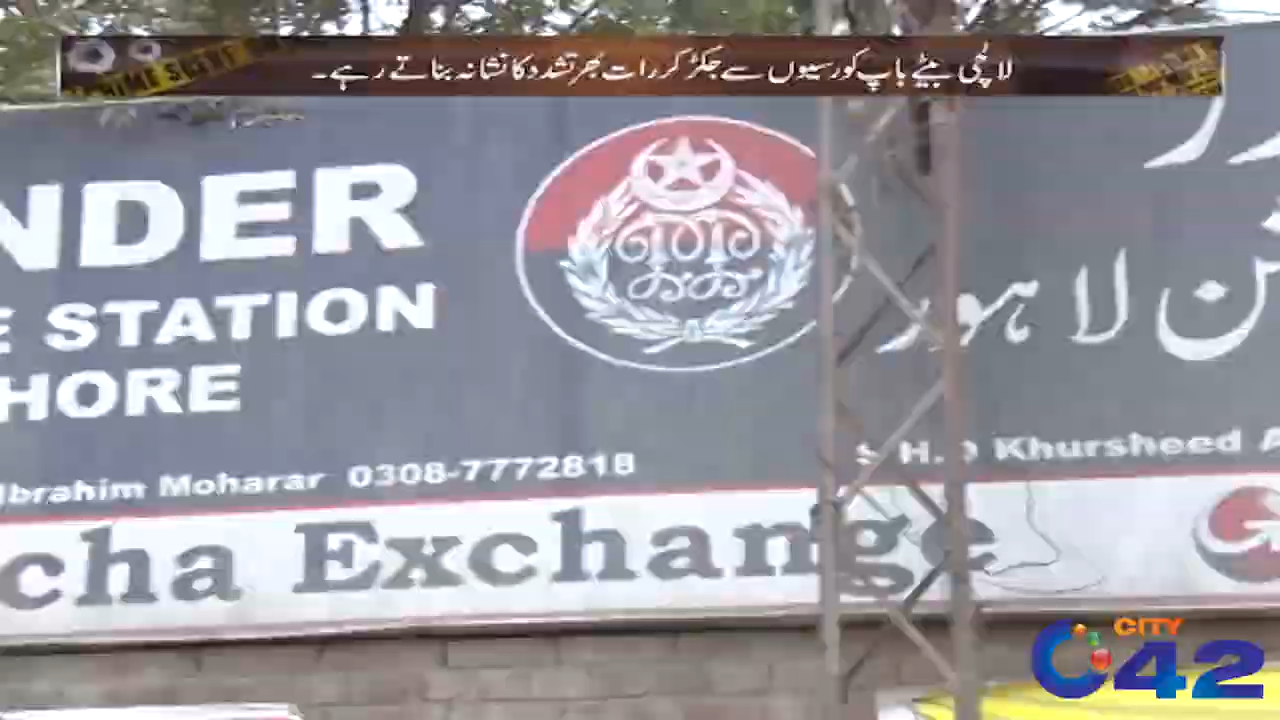 لالچی بیٹے باپ کو رسیوں سے جکڑ کر رات بھر تشدد کا نشانہ بناتے رہے۔
NDER
E STATION
HORE
Ibrahim Moharar 0308-7772818
در
ن لاہور
S.H.O Khursheed A
cha Exchange
CITY
42